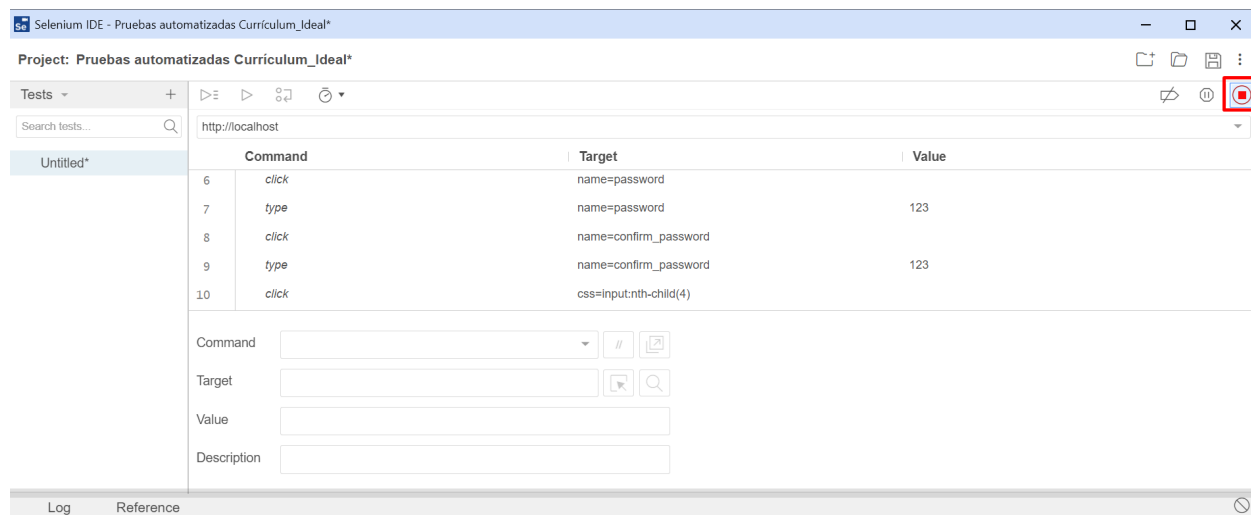 Selenium IDE - Pruebas automatizadas Currículum_Ideal*
Project: Pruebas automatizadas Currículum_Ideal*
Tests
Search tests...
http://localhost
Untitled*
Command Target Value
6 click name=password
7 type name=password 123
8 click name=confirm_password
9 type name=confirm_password 123
10 click css=input:nth-child(4)
Command //
Target
Value
Description
Log Reference